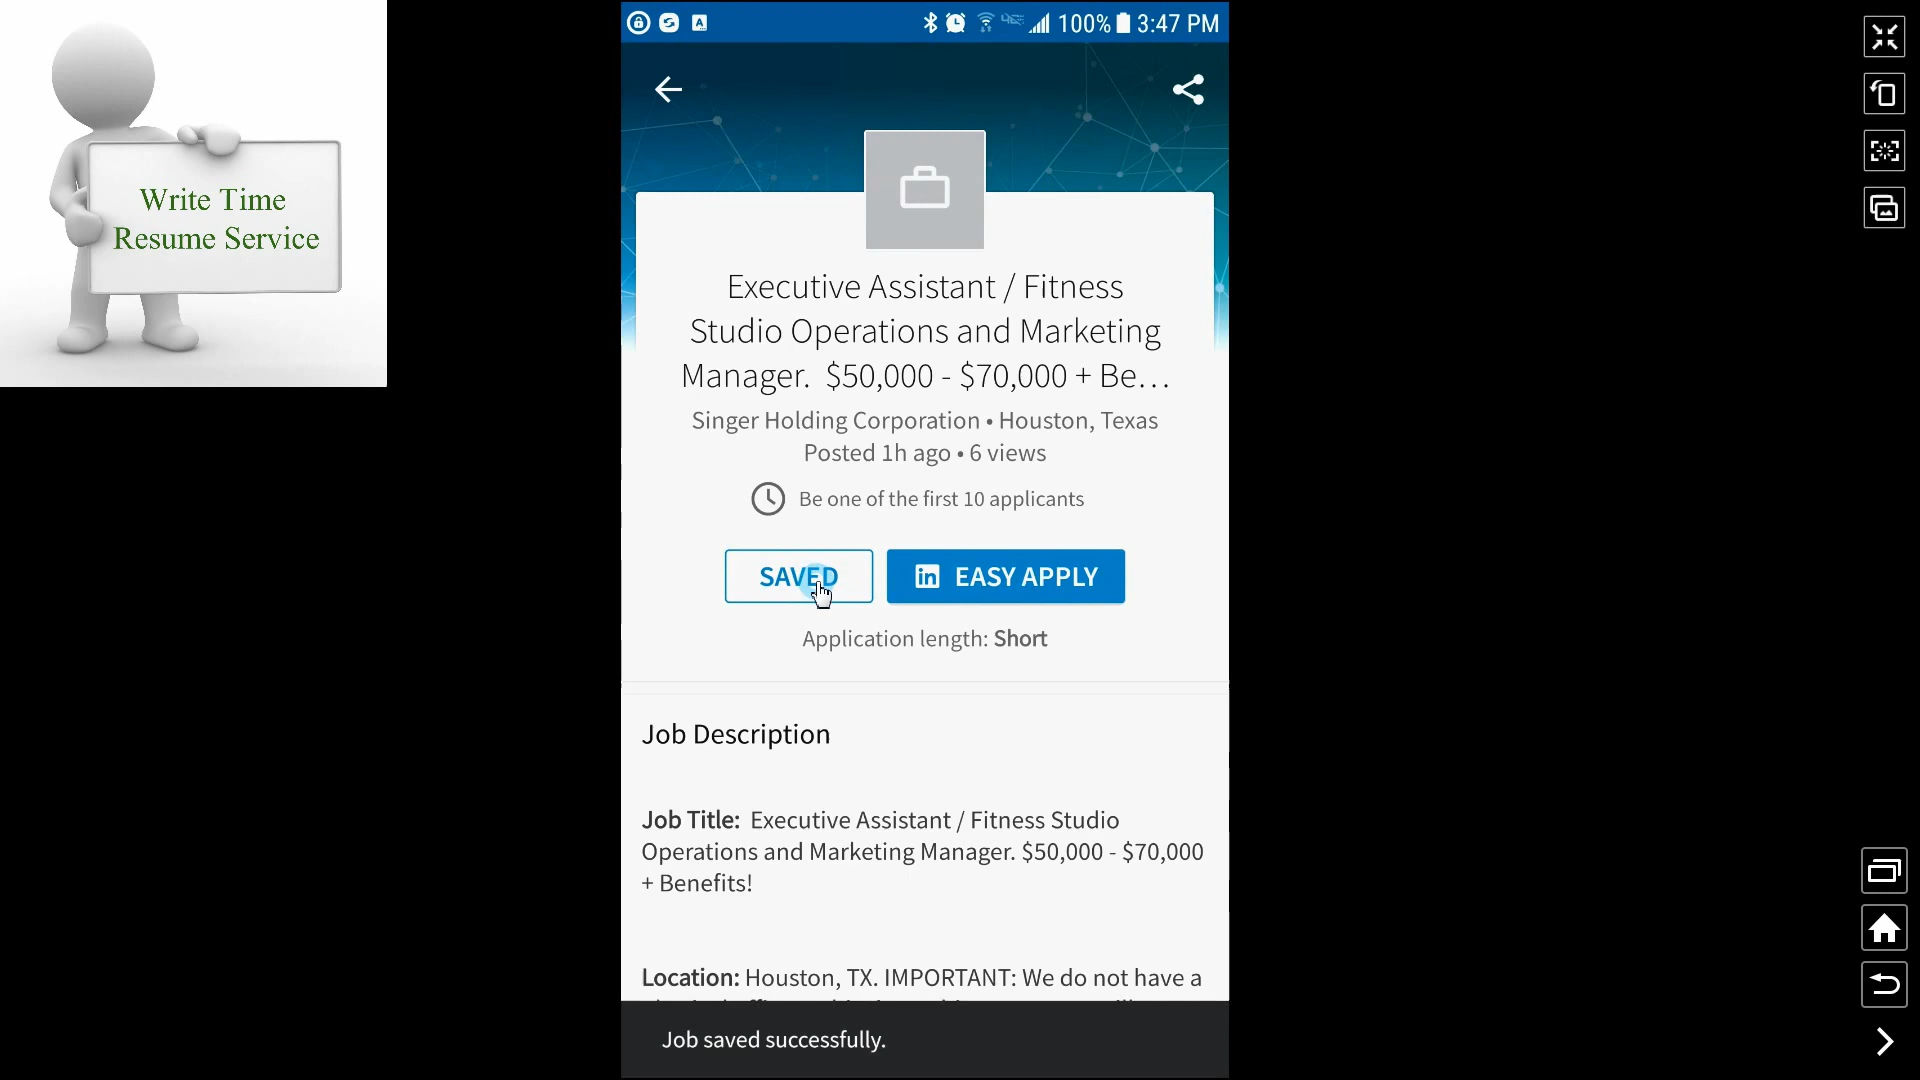 Write Time
Resume Service
100% 3:47 PM
Executive Assistant / Fitness
Studio Operations and Marketing
Manager. $50,000 - $70,000 + Be...
Singer Holding Corporation • Houston, Texas
Posted 1h ago • 6 views
Be one of the first 10 applicants
SAVED
in EASY APPLY
Application length: Short
Job Description
Job Title: Executive Assistant / Fitness Studio
Operations and Marketing Manager. $50,000 - $70,000
+ Benefits!
Location: Houston, TX. IMPORTANT: We do not have a
Job saved successfully.